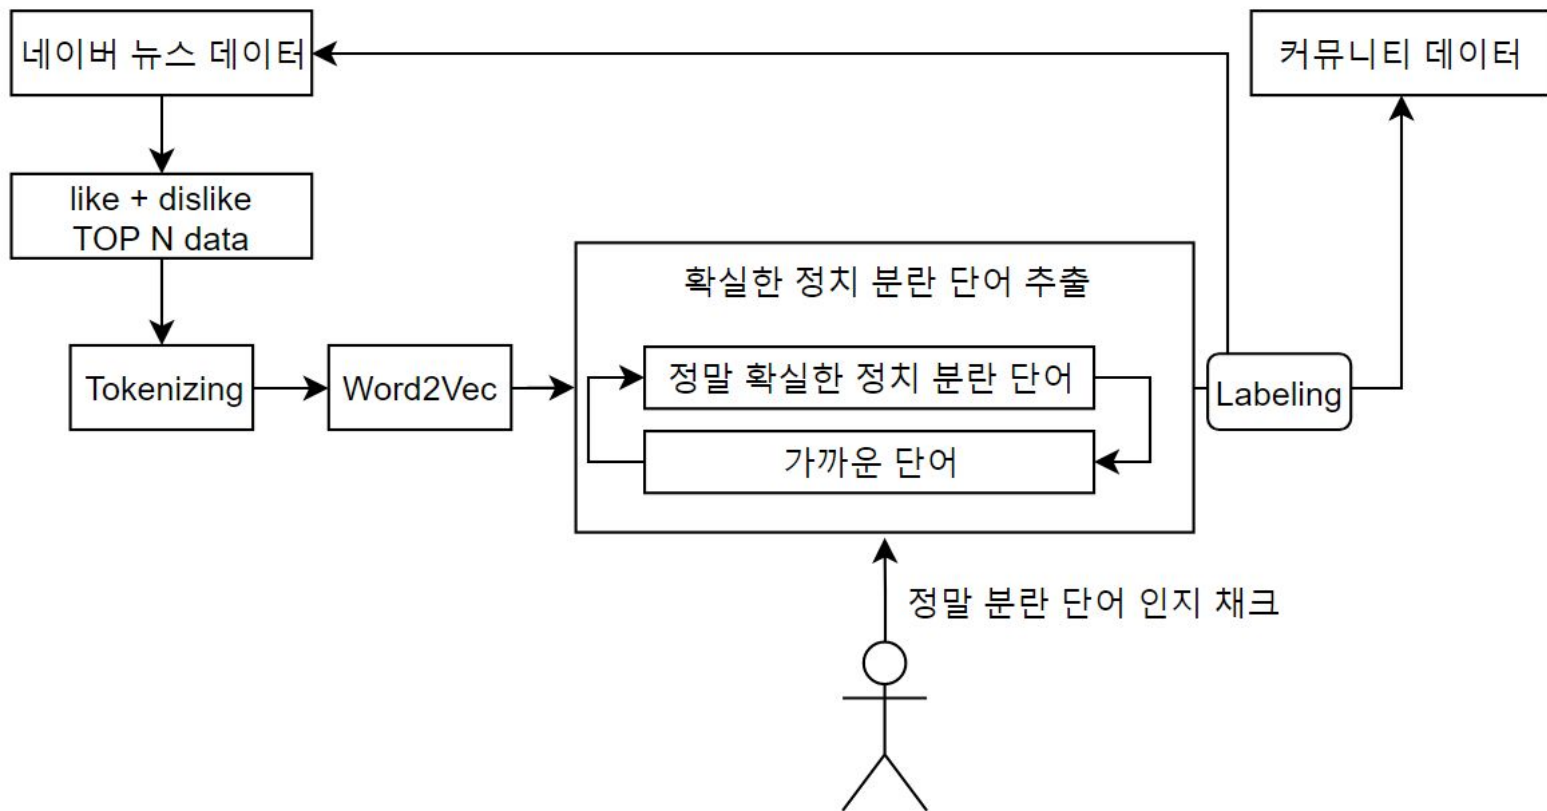 네이버 뉴스 데이터
커뮤니티 데이터
like + dislike
TOP N data
확실한 정치 분란 단어 추출
정말 확실한 정치 분란 단어
Tokenizing
Word2Vec
Labeling
가까운 단어
정말 분란 단어 인지 채크